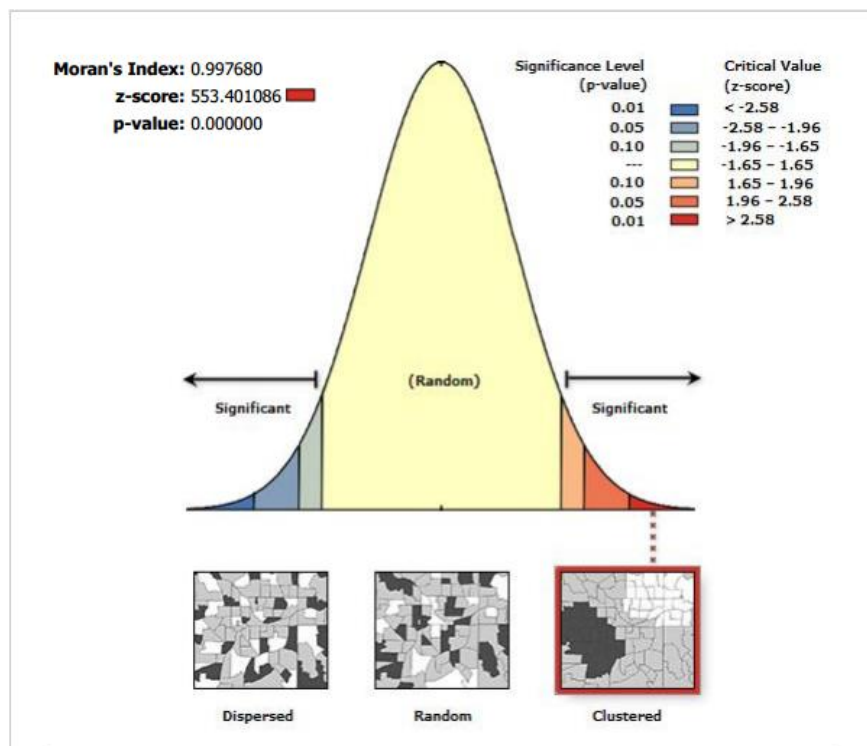 Moran's Index: 0.997680
z-score: 553.401086
p-value: 0.000000
Significance Level
(p-value)
Critical Value
(z-score)
0.01 < -2.58
0.05 -2.58 – -1.96
0.10 -1.96 – -1.65
--- -1.65 – 1.65
0.10 1.65 – 1.96
0.05 1.96 – 2.58
0.01 > 2.58
(Random)
Significant
Significant
Dispersed
Random
Clustered